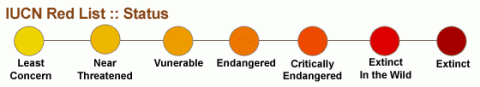 IUCN Red List :: Status
Least Concern
Near Threatened
Vunerable
Endangered
Critically Endangered
Extinct In the Wild
Extinct